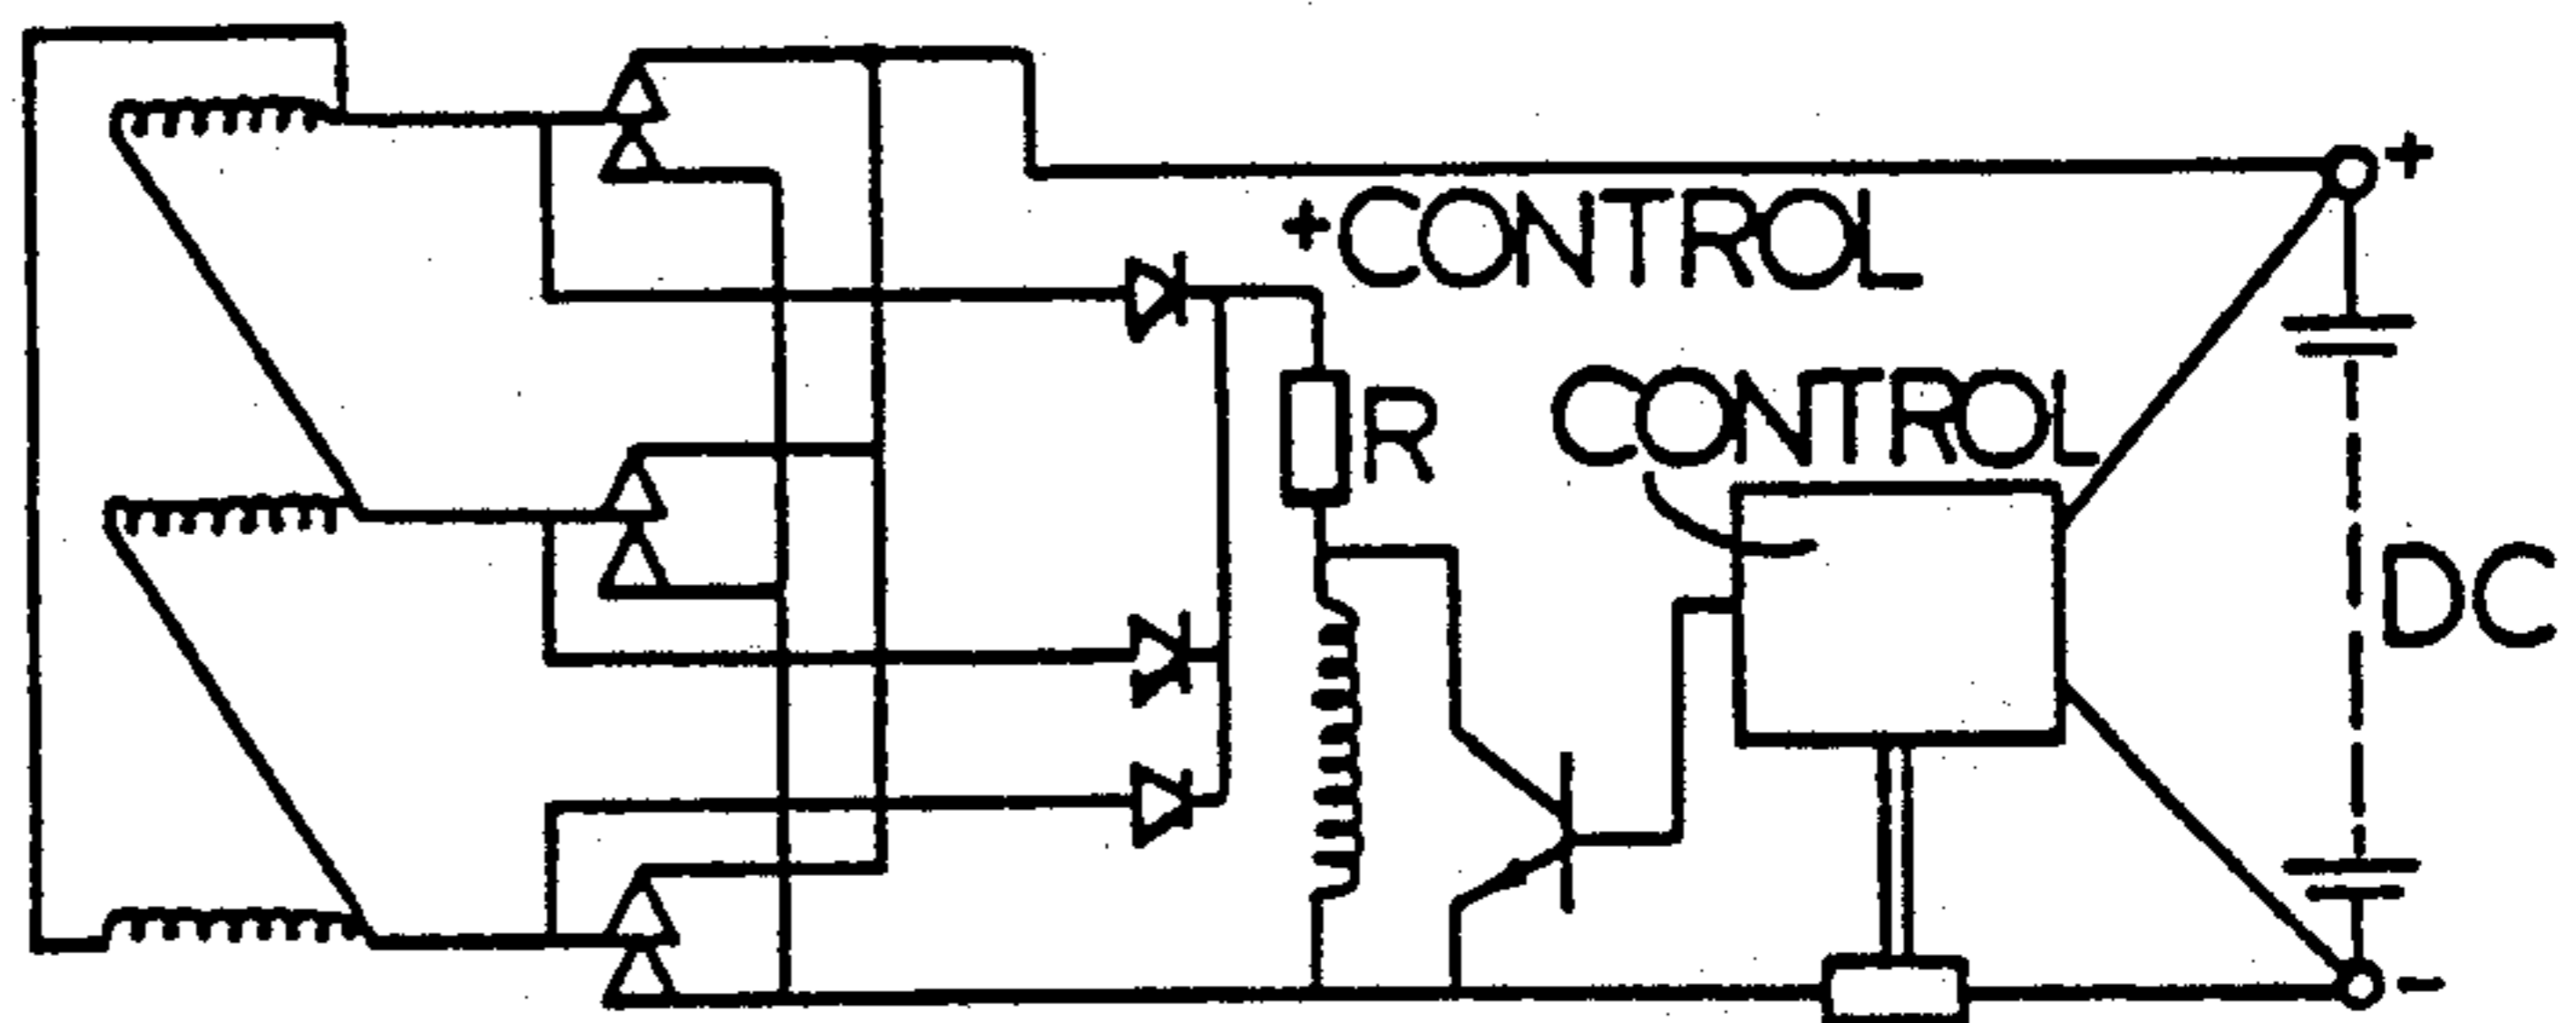 +
+CONTROL
R
CONTROL
DC
-